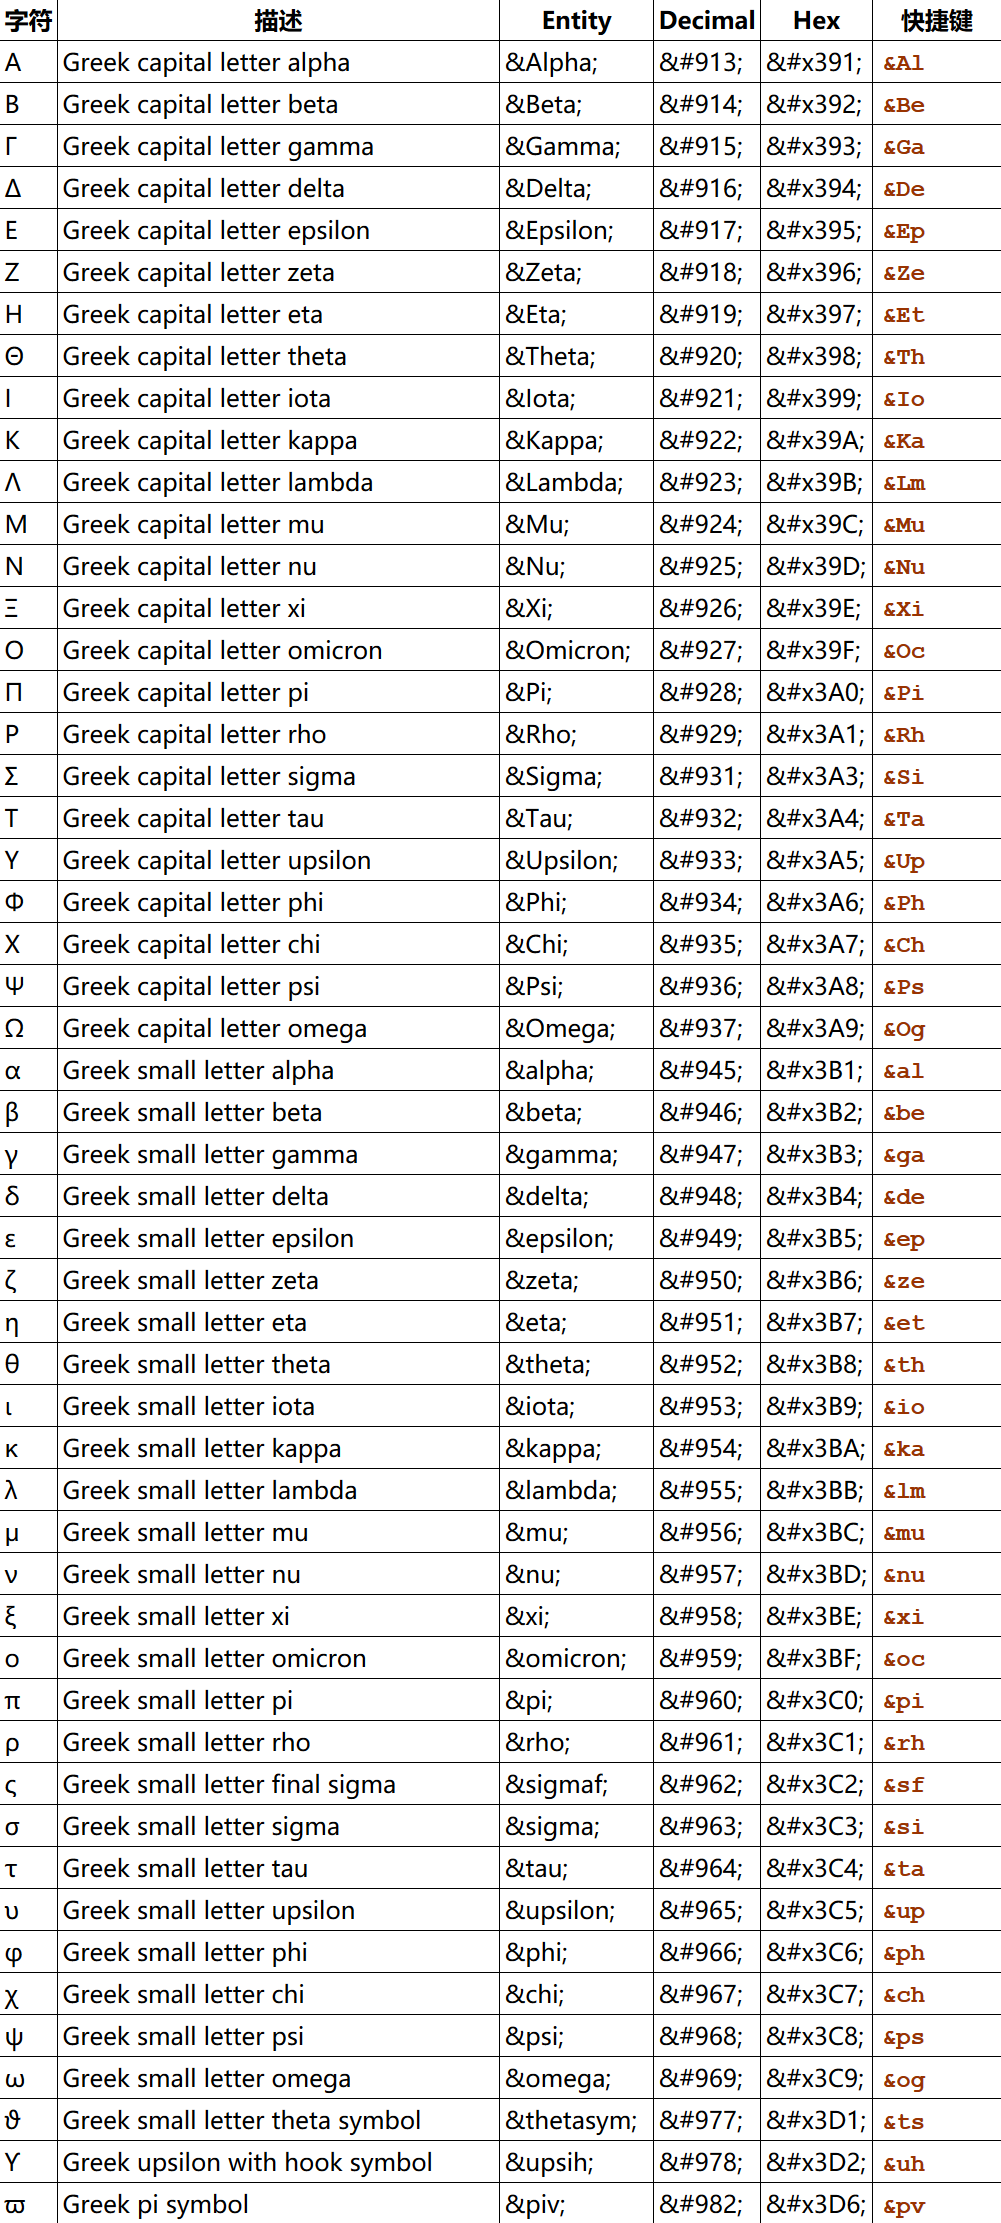 字符 描述 Entity Decimal Hex 快捷键
Α Greek capital letter alpha &Alpha; &#913; &#x391; &Al
Β Greek capital letter beta &Beta; &#914; &#x392; &Be
Γ Greek capital letter gamma &Gamma; &#915; &#x393; &Ga
Δ Greek capital letter delta &Delta; &#916; &#x394; &De
Ε Greek capital letter epsilon &Epsilon; &#917; &#x395; &Ep
Ζ Greek capital letter zeta &Zeta; &#918; &#x396; &Ze
Η Greek capital letter eta &Eta; &#919; &#x397; &Et
Θ Greek capital letter theta &Theta; &#920; &#x398; &Th
Ι Greek capital letter iota &Iota; &#921; &#x399; &Io
Κ Greek capital letter kappa &Kappa; &#922; &#x39A; &Ka
Λ Greek capital letter lambda &Lambda; &#923; &#x39B; &Lm
Μ Greek capital letter mu &Mu; &#924; &#x39C; &Mu
Ν Greek capital letter nu &Nu; &#925; &#x39D; &Nu
Ξ Greek capital letter xi &Xi; &#926; &#x39E; &Xi
Ο Greek capital letter omicron &Omicron; &#927; &#x39F; &Oc
Π Greek capital letter pi &Pi; &#928; &#x3A0; &Pi
Ρ Greek capital letter rho &Rho; &#929; &#x3A1; &Rh
Σ Greek capital letter sigma &Sigma; &#931; &#x3A3; &Si
Τ Greek capital letter tau &Tau; &#932; &#x3A4; &Ta
Υ Greek capital letter upsilon &Upsilon; &#933; &#x3A5; &Up
Φ Greek capital letter phi &Phi; &#934; &#x3A6; &Ph
Χ Greek capital letter chi &Chi; &#935; &#x3A7; &Ch
Ψ Greek capital letter psi &Psi; &#936; &#x3A8; &Ps
Ω Greek capital letter omega &Omega; &#937; &#x3A9; &Og
α Greek small letter alpha &alpha; &#945; &#x3B1; &al
β Greek small letter beta &beta; &#946; &#x3B2; &be
γ Greek small letter gamma &gamma; &#947; &#x3B3; &ga
δ Greek small letter delta &delta; &#948; &#x3B4; &de
ε Greek small letter epsilon &epsilon; &#949; &#x3B5; &ep
ζ Greek small letter zeta &zeta; &#950; &#x3B6; &ze
η Greek small letter eta &eta; &#951; &#x3B7; &et
θ Greek small letter theta &theta; &#952; &#x3B8; &th
ι Greek small letter iota &iota; &#953; &#x3B9; &io
κ Greek small letter kappa &kappa; &#954; &#x3BA; &ka
λ Greek small letter lambda &lambda; &#955; &#x3BB; &lm
μ Greek small letter mu &mu; &#956; &#x3BC; &mu
ν Greek small letter nu &nu; &#957; &#x3BD; &nu
ξ Greek small letter xi &xi; &#958; &#x3BE; &xi
ο Greek small letter omicron &omicron; &#959; &#x3BF; &oc
π Greek small letter pi &pi; &#960; &#x3C0; &pi
ρ Greek small letter rho &rho; &#961; &#x3C1; &rh
ς Greek small letter final sigma &sigmaf; &#962; &#x3C2; &sf
σ Greek small letter sigma &sigma; &#963; &#x3C3; &si
τ Greek small letter tau &tau; &#964; &#x3C4; &ta
υ Greek small letter upsilon &upsilon; &#965; &#x3C5; &up
φ Greek small letter phi &phi; &#966; &#x3C6; &ph
χ Greek small letter chi &chi; &#967; &#x3C7; &ch
ψ Greek small letter psi &psi; &#968; &#x3C8; &ps
ω Greek small letter omega &omega; &#969; &#x3C9; &og
ϑ Greek small letter theta symbol &thetasym; &#977; &#x3D1; &ts
ϒ Greek upsilon with hook symbol &upsih; &#978; &#x3D2; &uh
ϖ Greek pi symbol &piv; &#982; &#x3D6; &pv